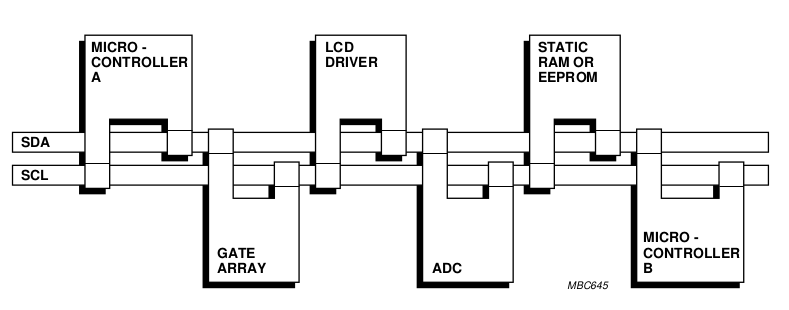 MICRO -
CONTROLLER
A
LCD
DRIVER
STATIC
RAM OR
EEPROM
SDA
SCL
GATE
ARRAY
ADC
MICRO -
CONTROLLER
B
MBC645